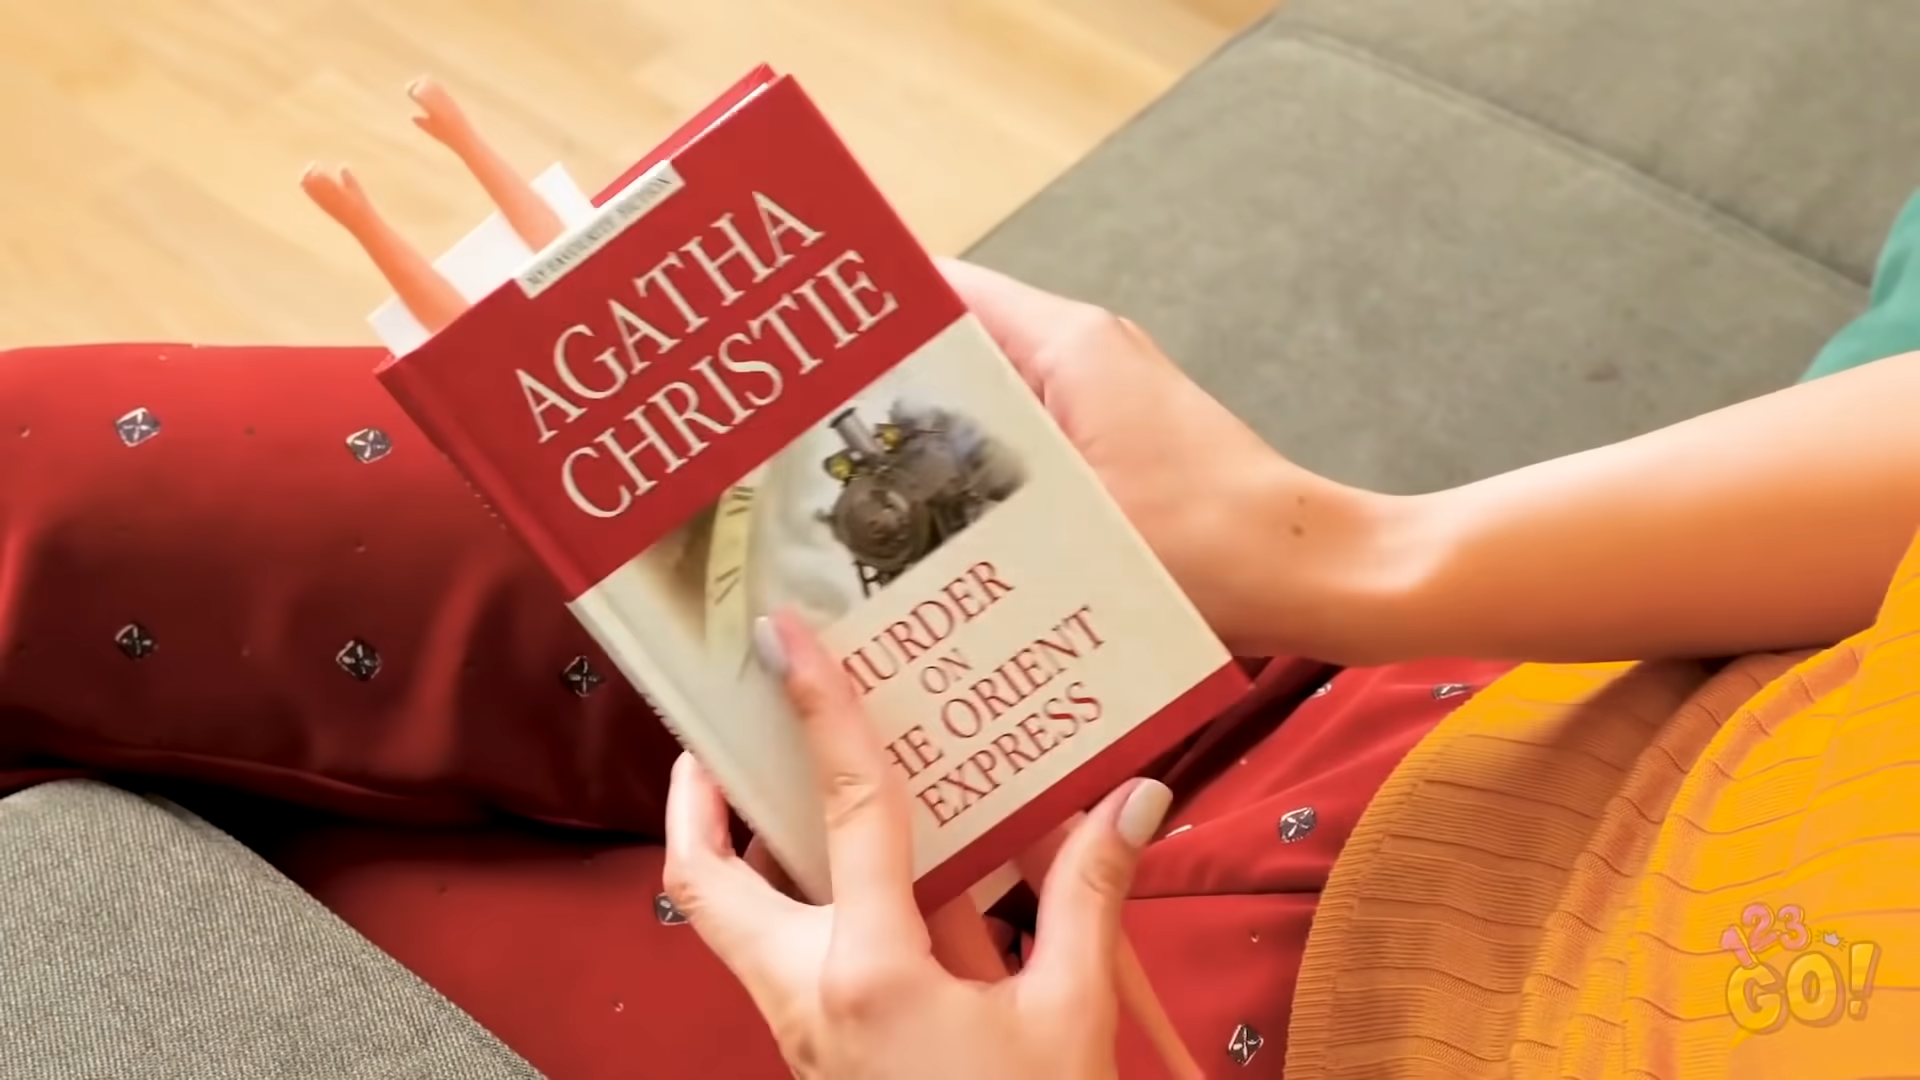 AGATHA
CHRISTIE
MURDER
ON
HE ORIENT
EXPRESS
123
GO!